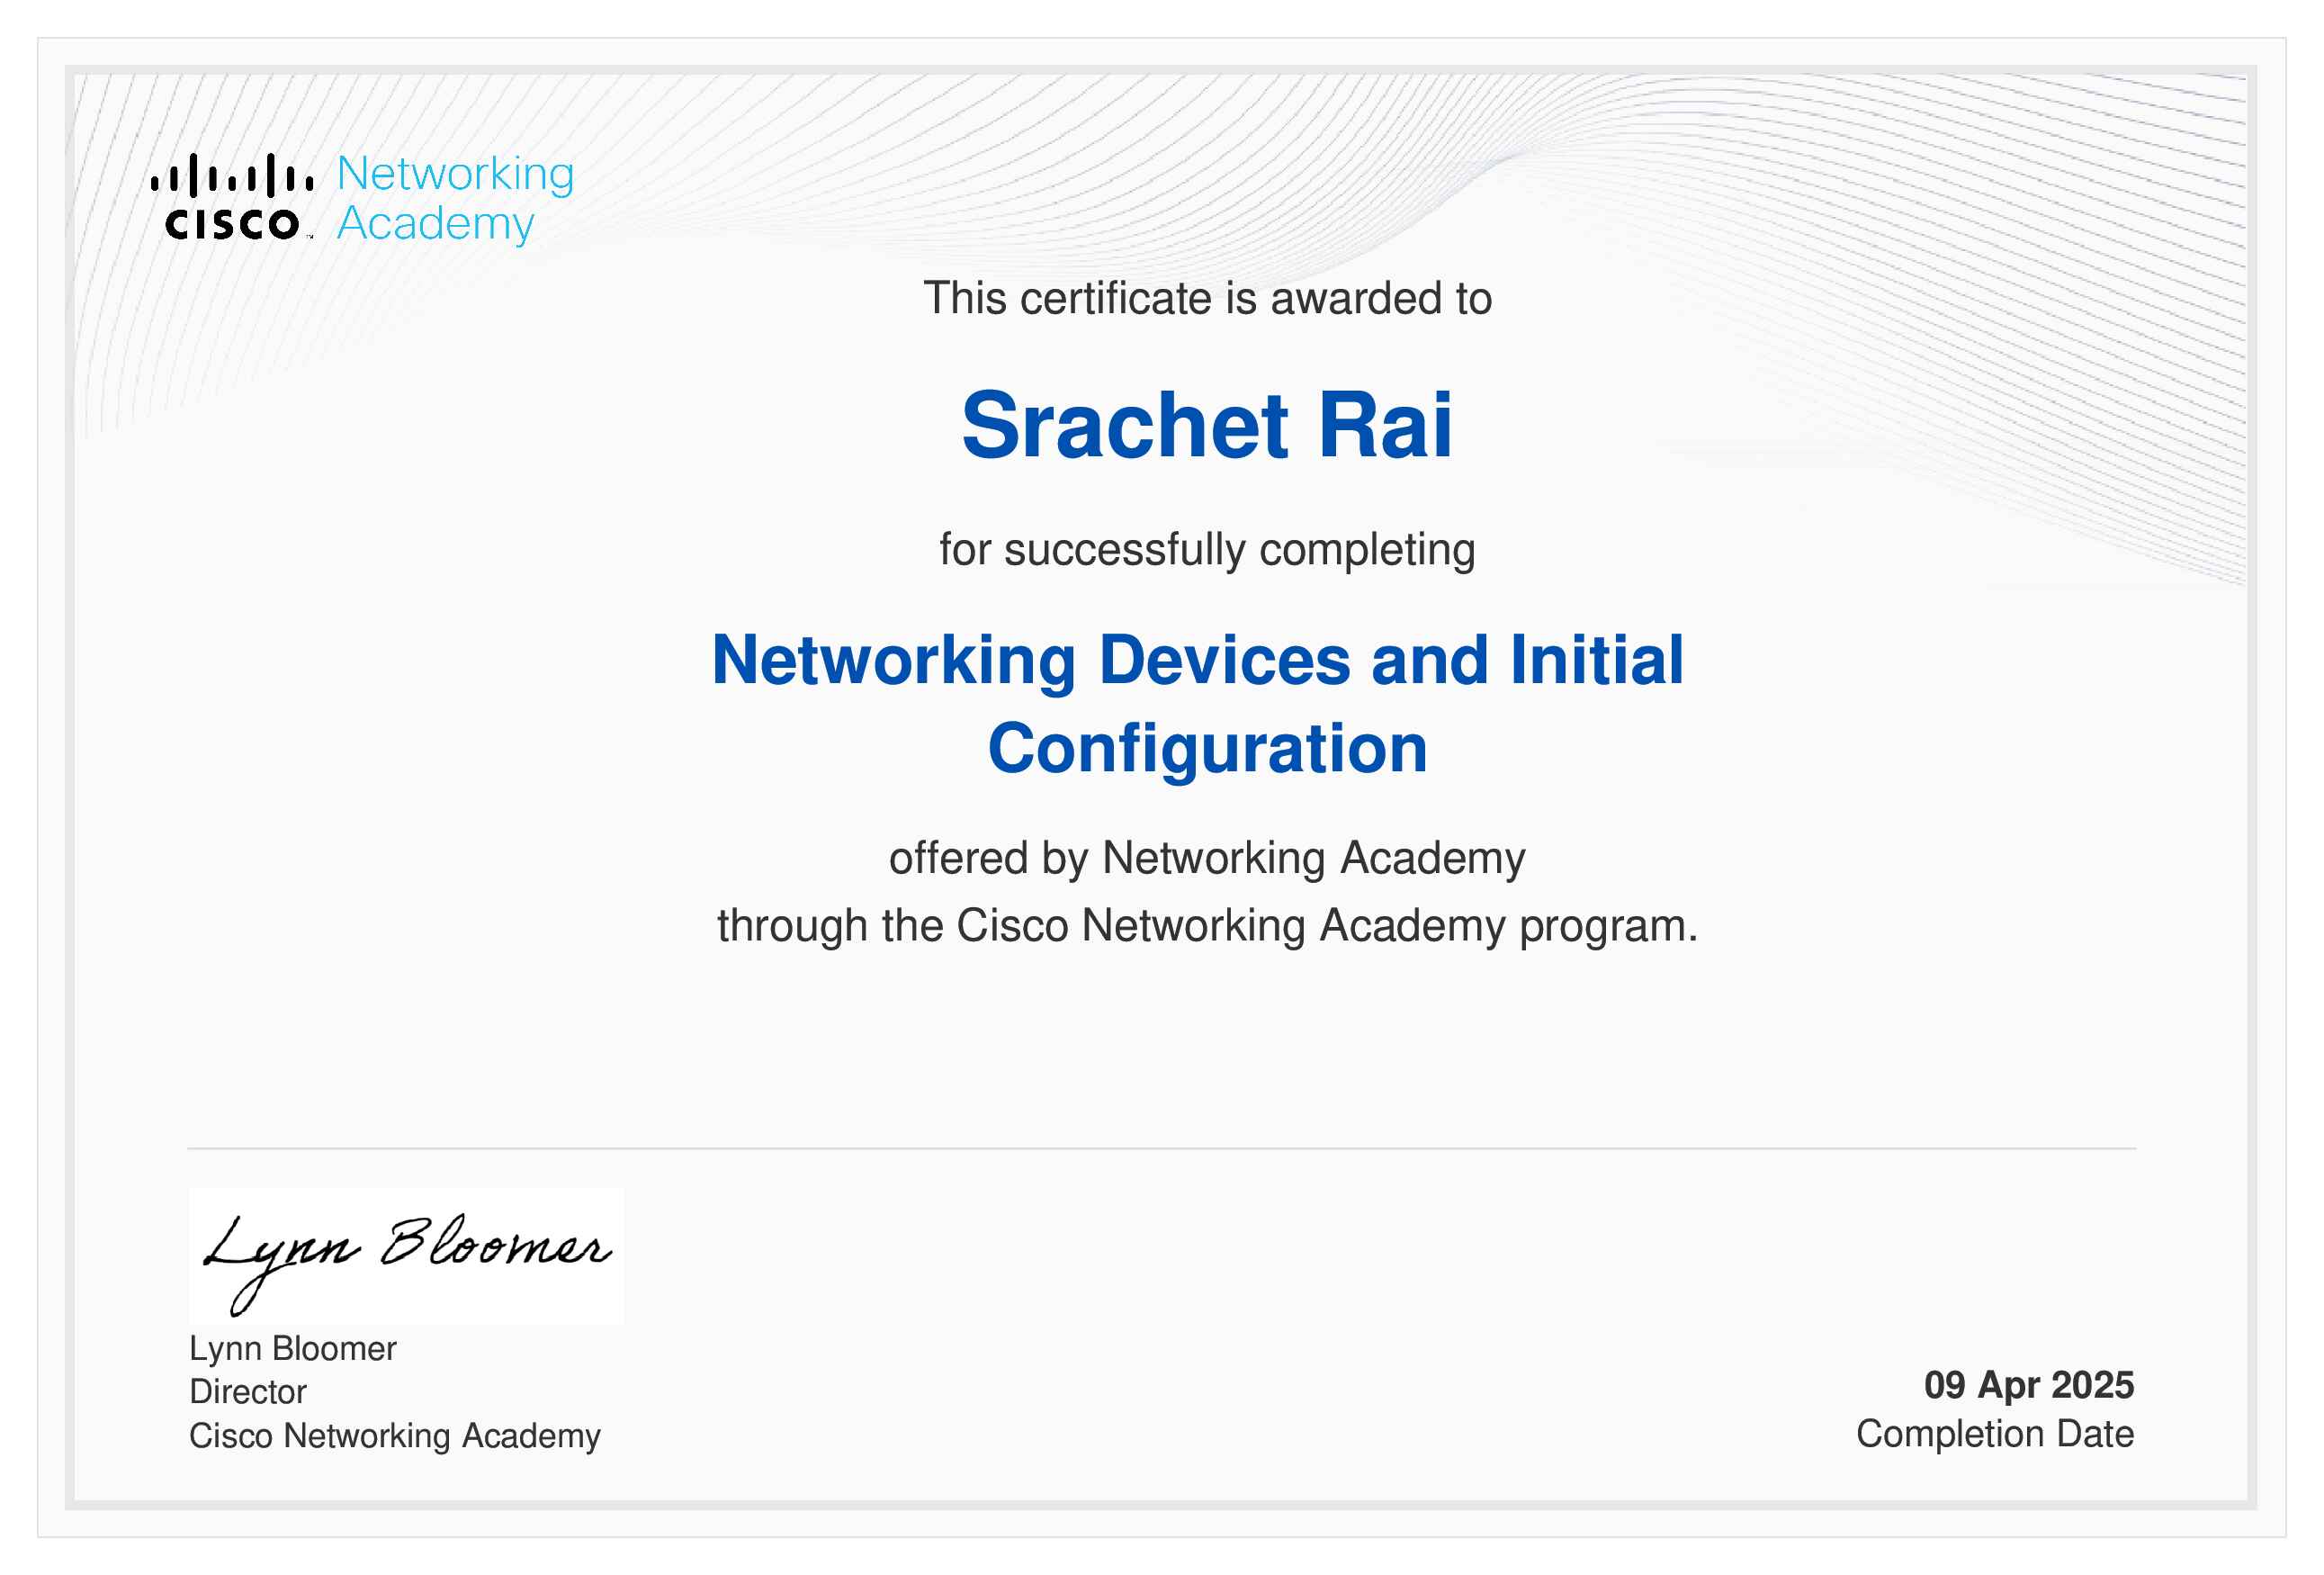 CISCO
Networking
Academy
This certificate is awarded to
Srachet Rai
for successfully completing
Networking Devices and Initial
Configuration
offered by Networking Academy
through the Cisco Networking Academy program.
Lynn Bloomer
Lynn Bloomer
Director
Cisco Networking Academy
09 Apr 2025
Completion Date